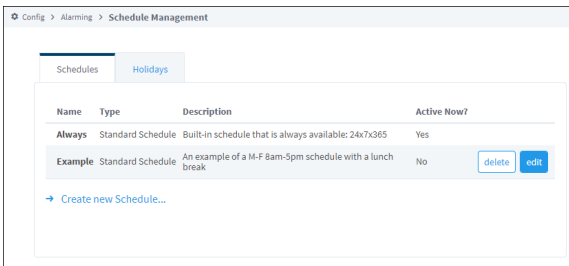 Config > Alarming > Schedule Management
Schedules Holidays
Name Type Description Active Now?
Always Standard Schedule Built-in schedule that is always available: 24x7x365 Yes
Example Standard Schedule An example of a M-F 8am-5pm schedule with a lunch break No delete edit
→ Create new Schedule...